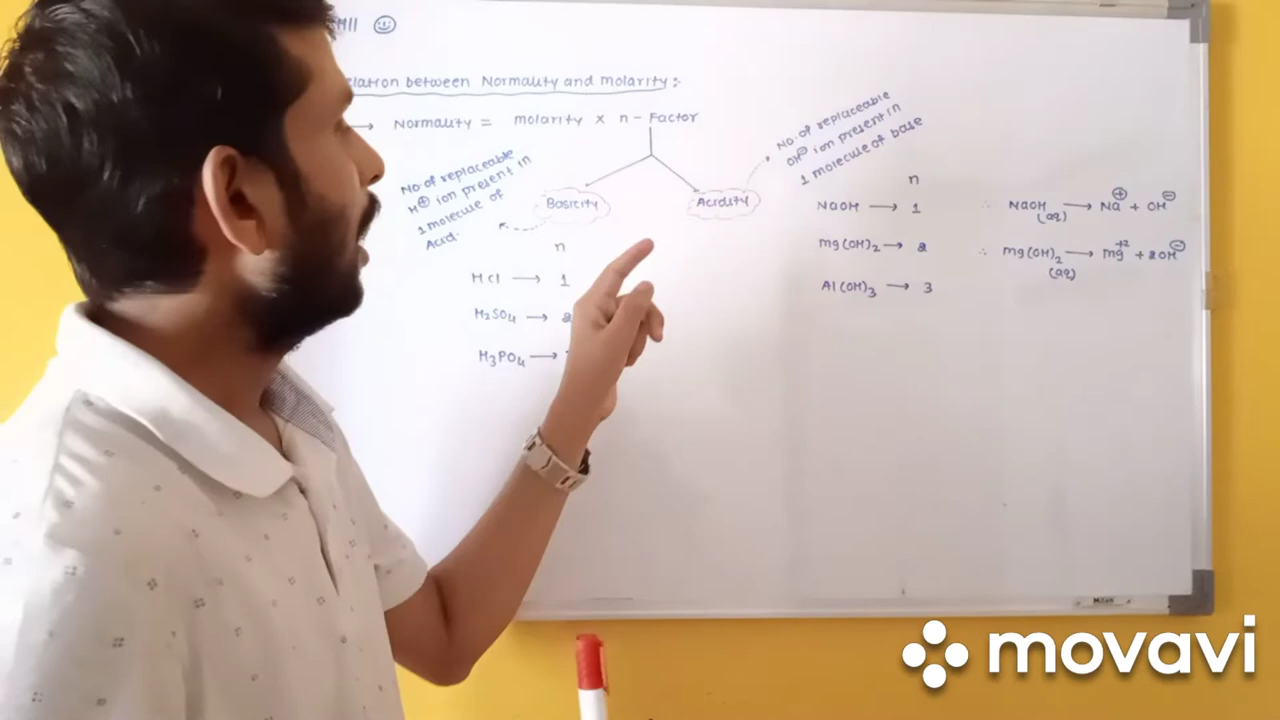 ☺
elation between Normality and molarity :-
→ Normality = molarity × n-Factor
No. of replaceable
H⊕ ion present in
1 molecule of
Acid.
Basicity
n
HCl → 1
H2SO4 → 2
H3PO4 →
No. of replaceable
OH⊖ ion present in
1 molecule of base
Acidity
n
NaOH → 1
mg(OH)2 → 2
Al(OH)3 → 3
∴ NaOH (aq) → Na⊕ + OH⊖
∴ mg(OH)2 (aq) → mg+2 + 2OH⊖
movavi